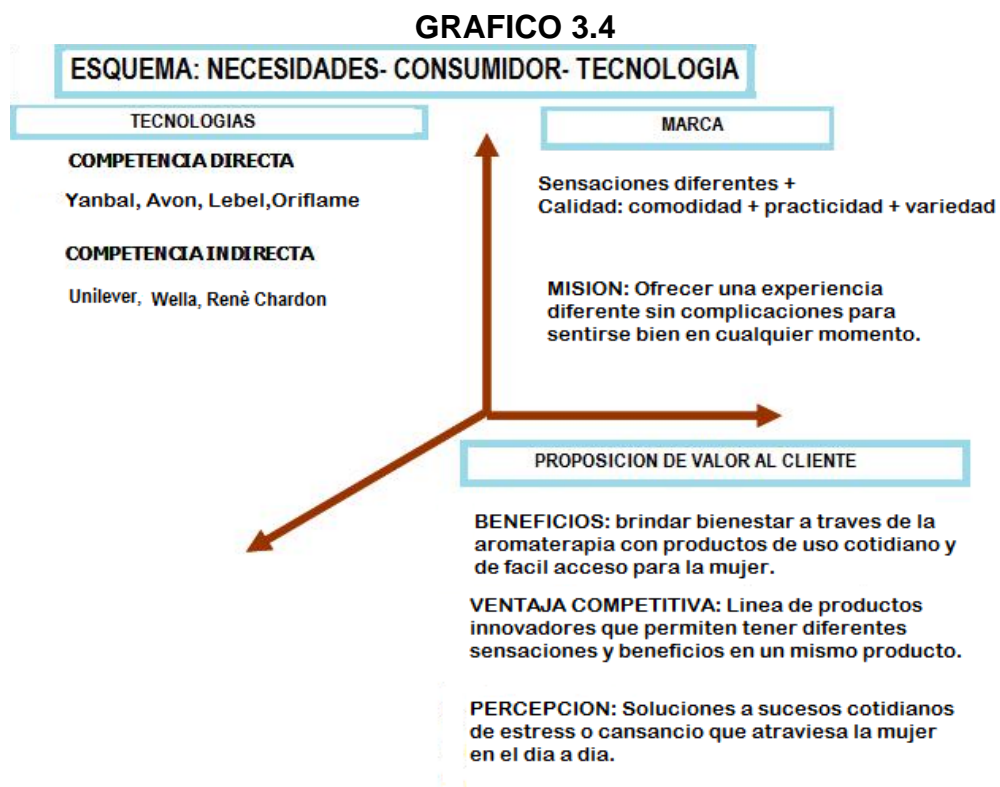 GRAFICO 3.4
ESQUEMA: NECESIDADES- CONSUMIDOR- TECNOLOGIA
TECNOLOGIAS
COMPETENCIA DIRECTA
Yanbal, Avon, Lebel,Oriflame
COMPETENCIA INDIRECTA
Unilever, Wella, Renè Chardon
MARCA
Sensaciones diferentes +
Calidad: comodidad + practicidad + variedad
MISION: Ofrecer una experiencia
diferente sin complicaciones para
sentirse bien en cualquier momento.
PROPOSICION DE VALOR AL CLIENTE
BENEFICIOS: brindar bienestar a traves de la
aromaterapia con productos de uso cotidiano y
de facil acceso para la mujer.
VENTAJA COMPETITIVA: Linea de productos
innovadores que permiten tener diferentes
sensaciones y beneficios en un mismo producto.
PERCEPCION: Soluciones a sucesos cotidianos
de estress o cansancio que atraviesa la mujer
en el dia a dia.